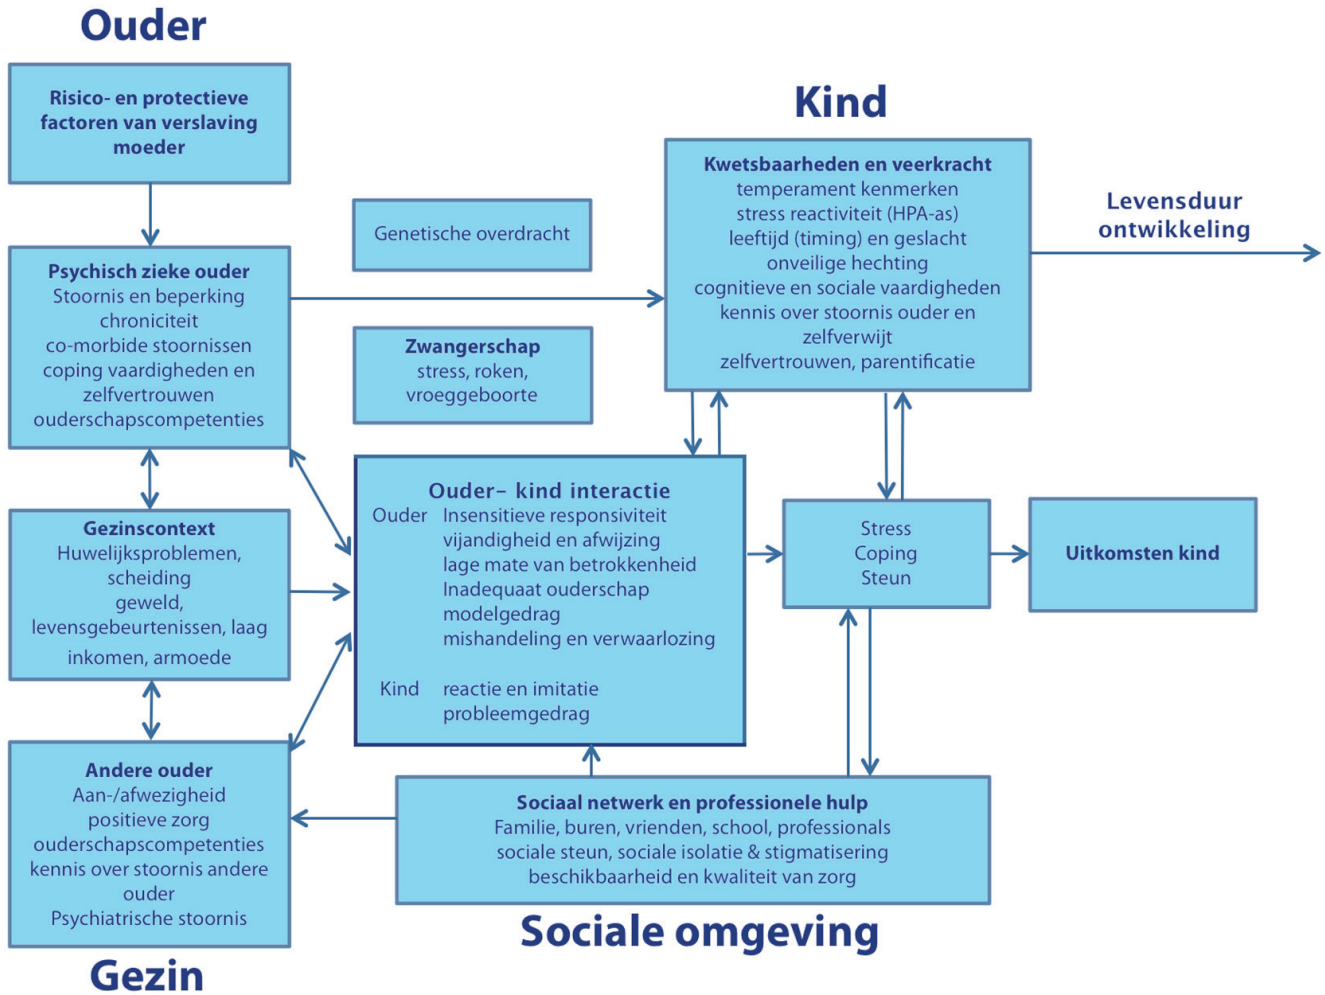 Ouder
Risico- en protectieve
factoren van verslaving
moeder
Psychisch zieke ouder
Stoornis en beperking
chroniciteit
co-morbide stoornissen
coping vaardigheden en
zelfvertrouwen
ouderschapscompetenties
Gezinscontext
Huwelijksproblemen,
scheiding
geweld,
levensgebeurtenissen, laag
inkomen, armoede
Andere ouder
Aan-/afwezigheid
positieve zorg
ouderschapscompetenties
kennis over stoornis andere
ouder
Psychiatrische stoornis
Gezin
Genetische overdracht
Zwangerschap
stress, roken,
vroeggeboorte
Ouder– kind interactie
Ouder Insensitieve responsiviteit
vijandigheid en afwijzing
lage mate van betrokkenheid
Inadequaat ouderschap
modelgedrag
mishandeling en verwaarlozing
Kind reactie en imitatie
probleemgedrag
Kind
Kwetsbaarheden en veerkracht
temperament kenmerken
stress reactiviteit (HPA-as)
leeftijd (timing) en geslacht
onveilige hechting
cognitieve en sociale vaardigheden
kennis over stoornis ouder en
zelfverwijt
zelfvertrouwen, parentificatie
Levensduur
ontwikkeling
Stress
Coping
Steun
Uitkomsten kind
Sociaal netwerk en professionele hulp
Familie, buren, vrienden, school, professionals
sociale steun, sociale isolatie & stigmatisering
beschikbaarheid en kwaliteit van zorg
Sociale omgeving